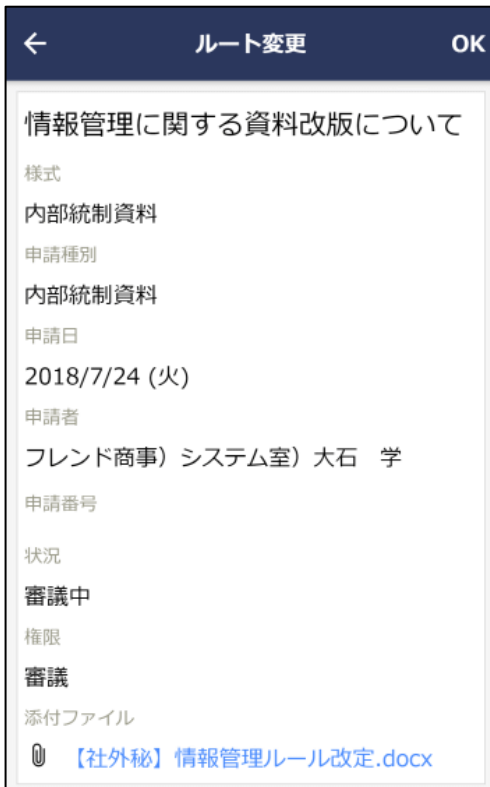 ルート変更 OK
情報管理に関する資料改版について
様式
内部統制資料
申請種別
内部統制資料
申請日
2018/7/24 (火)
申請者
フレンド商事）システム室）大石　学
申請番号
状況
審議中
権限
審議
添付ファイル
【社外秘】情報管理ルール改定.docx